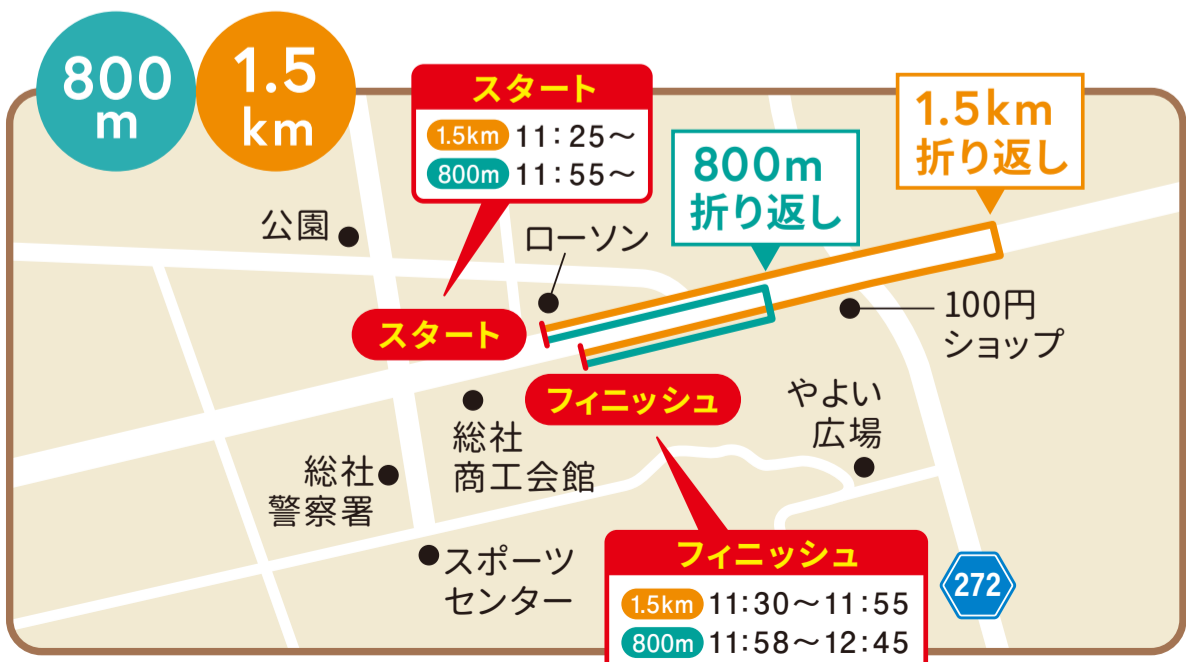 800
m
1.5
km
スタート
1.5km 11:25～
800m 11:55～
1.5km
折り返し
800m
折り返し
公園
ローソン
スタート
100円
ショップ
フィニッシュ
やよい
広場
総社
商工会館
総社
警察署
スポーツ
センター
フィニッシュ
1.5km 11:30～11:55
800m 11:58～12:45
272